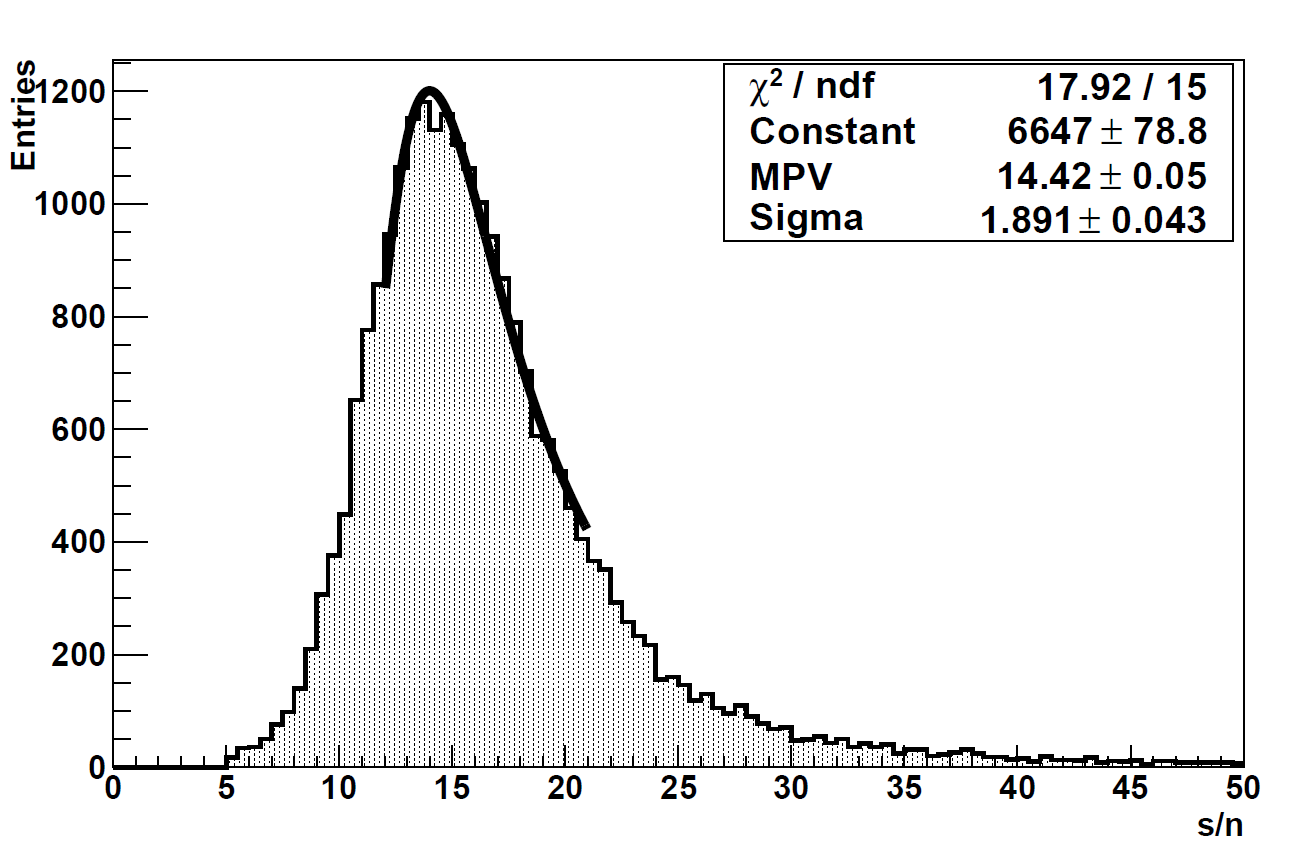 Entries
1200
1000
800
600
400
200
0
χ² / ndf 17.92 / 15
Constant 6647 ± 78.8
MPV 14.42 ± 0.05
Sigma 1.891 ± 0.043
0 5 10 15 20 25 30 35 40 45 50
s/n